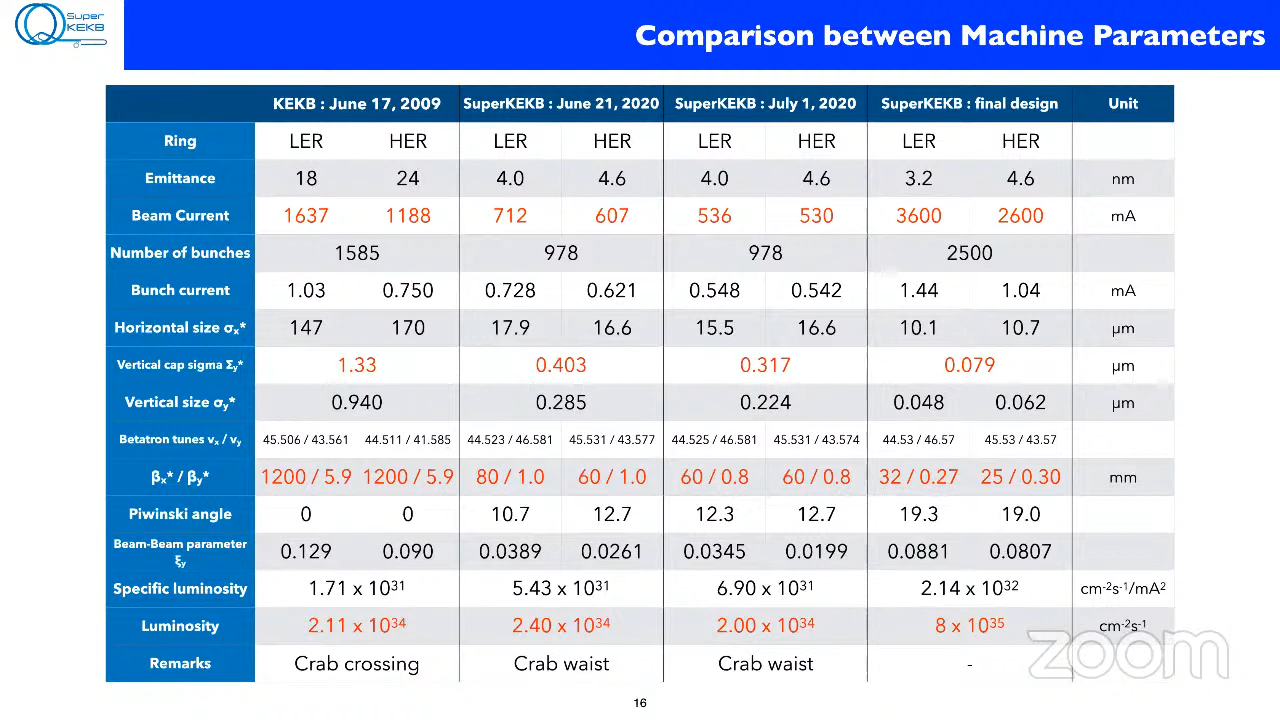 Super
KEKB
Comparison between Machine Parameters
KEKB : June 17, 2009 SuperKEKB : June 21, 2020 SuperKEKB : July 1, 2020 SuperKEKB : final design Unit
Ring LER HER LER HER LER HER LER HER
Emittance 18 24 4.0 4.6 4.0 4.6 3.2 4.6 nm
Beam Current 1637 1188 712 607 536 530 3600 2600 mA
Number of bunches 1585 978 978 2500
Bunch current 1.03 0.750 0.728 0.621 0.548 0.542 1.44 1.04 mA
Horizontal size σx* 147 170 17.9 16.6 15.5 16.6 10.1 10.7 μm
Vertical cap sigma Σy* 1.33 0.403 0.317 0.079 μm
Vertical size σy* 0.940 0.285 0.224 0.048 0.062 μm
Betatron tunes νx / νy 45.506 / 43.561 44.511 / 41.585 44.523 / 46.581 45.531 / 43.577 44.525 / 46.581 45.531 / 43.574 44.53 / 46.57 45.53 / 43.57
βx* / βy* 1200 / 5.9 1200 / 5.9 80 / 1.0 60 / 1.0 60 / 0.8 60 / 0.8 32 / 0.27 25 / 0.30 mm
Piwinski angle 0 0 10.7 12.7 12.3 12.7 19.3 19.0
Beam-Beam parameter
ξy 0.129 0.090 0.0389 0.0261 0.0345 0.0199 0.0881 0.0807
Specific luminosity 1.71 x 10³¹ 5.43 x 10³¹ 6.90 x 10³¹ 2.14 x 10³² cm⁻²s⁻¹/mA²
Luminosity 2.11 x 10³⁴ 2.40 x 10³⁴ 2.00 x 10³⁴ 8 x 10³⁵ cm⁻²s⁻¹
Remarks Crab crossing Crab waist Crab waist -
zoom
16